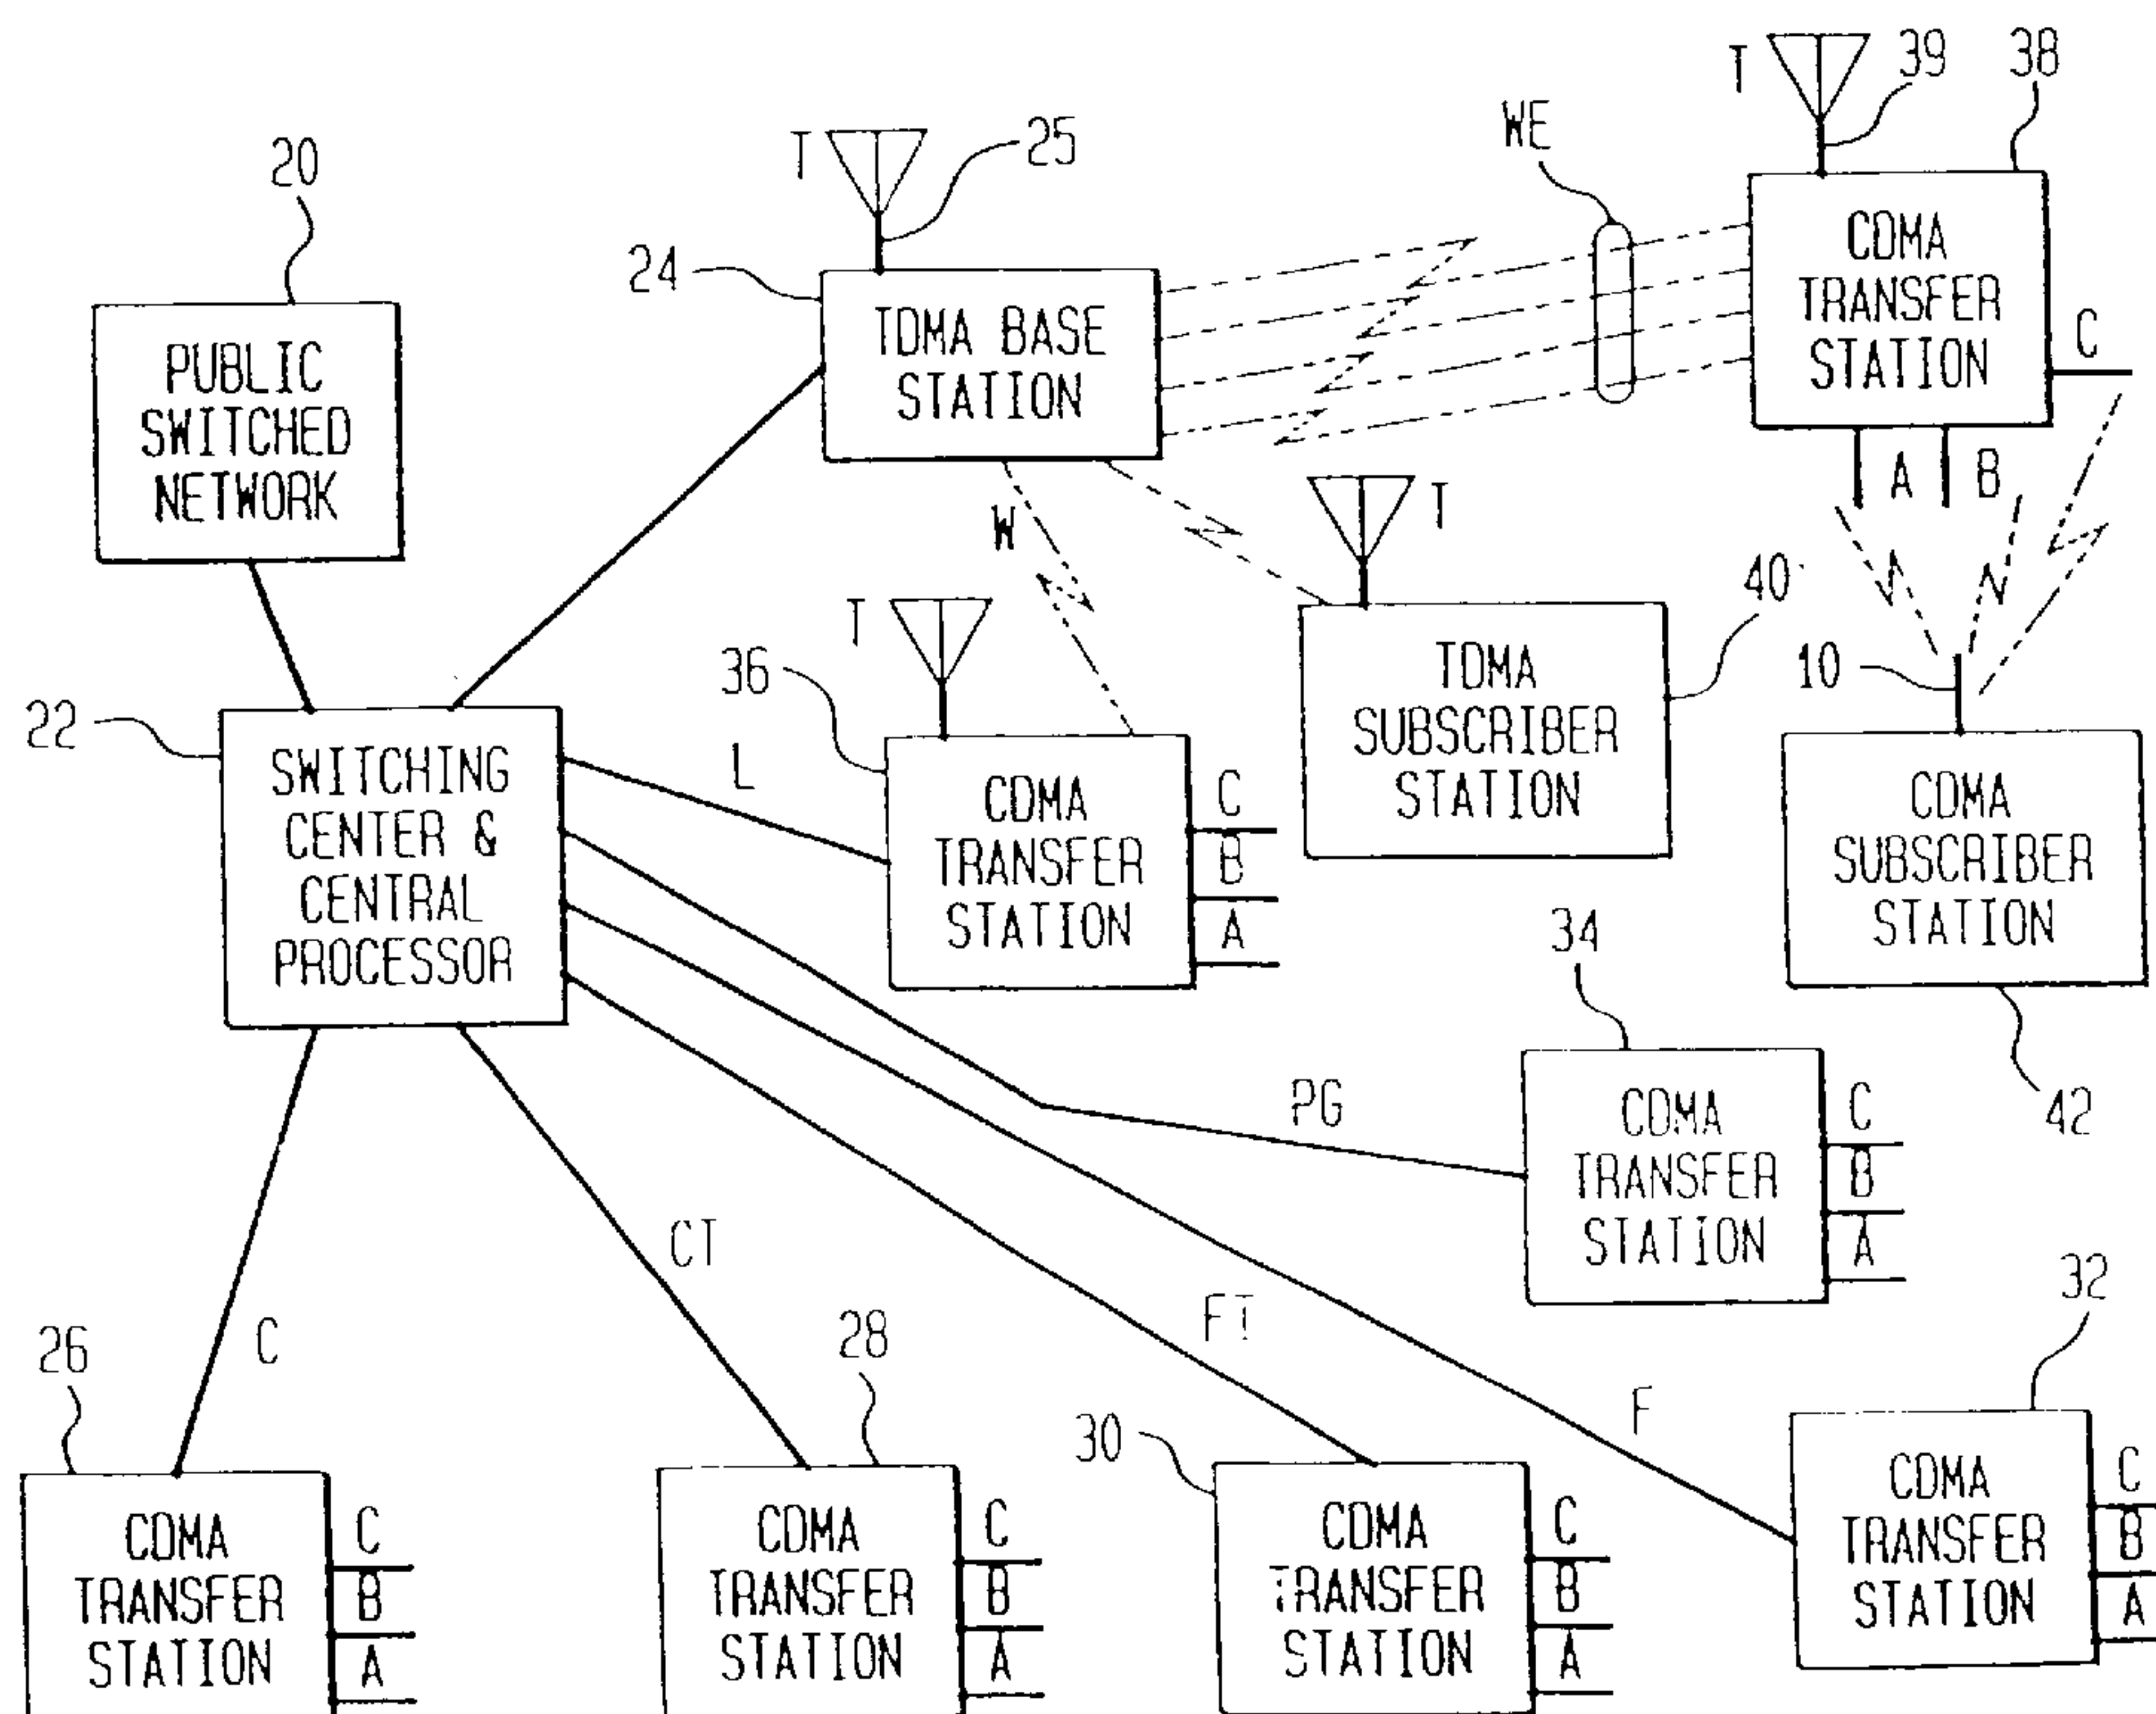 T
39
38
WE
T
25
20
24
CDMA
TRANSFER
STATION
C
TDMA BASE
STATION
PUBLIC
SWITCHED
NETWORK
A
B
W
T
T
40
36
10
TDMA
SUBSCRIBER
STATION
22
L
SWITCHING
CENTER &
CENTRAL
PROCESSOR
CDMA
TRANSFER
STATION
C
B
A
CDMA
SUBSCRIBER
STATION
34
42
PG
CDMA
TRANSFER
STATION
C
B
A
CT
FT
32
C
26
28
30
F
CDMA
TRANSFER
STATION
C
B
A
CDMA
TRANSFER
STATION
C
B
A
CDMA
TRANSFER
STATION
C
B
A
CDMA
TRANSFER
STATION
C
B
A